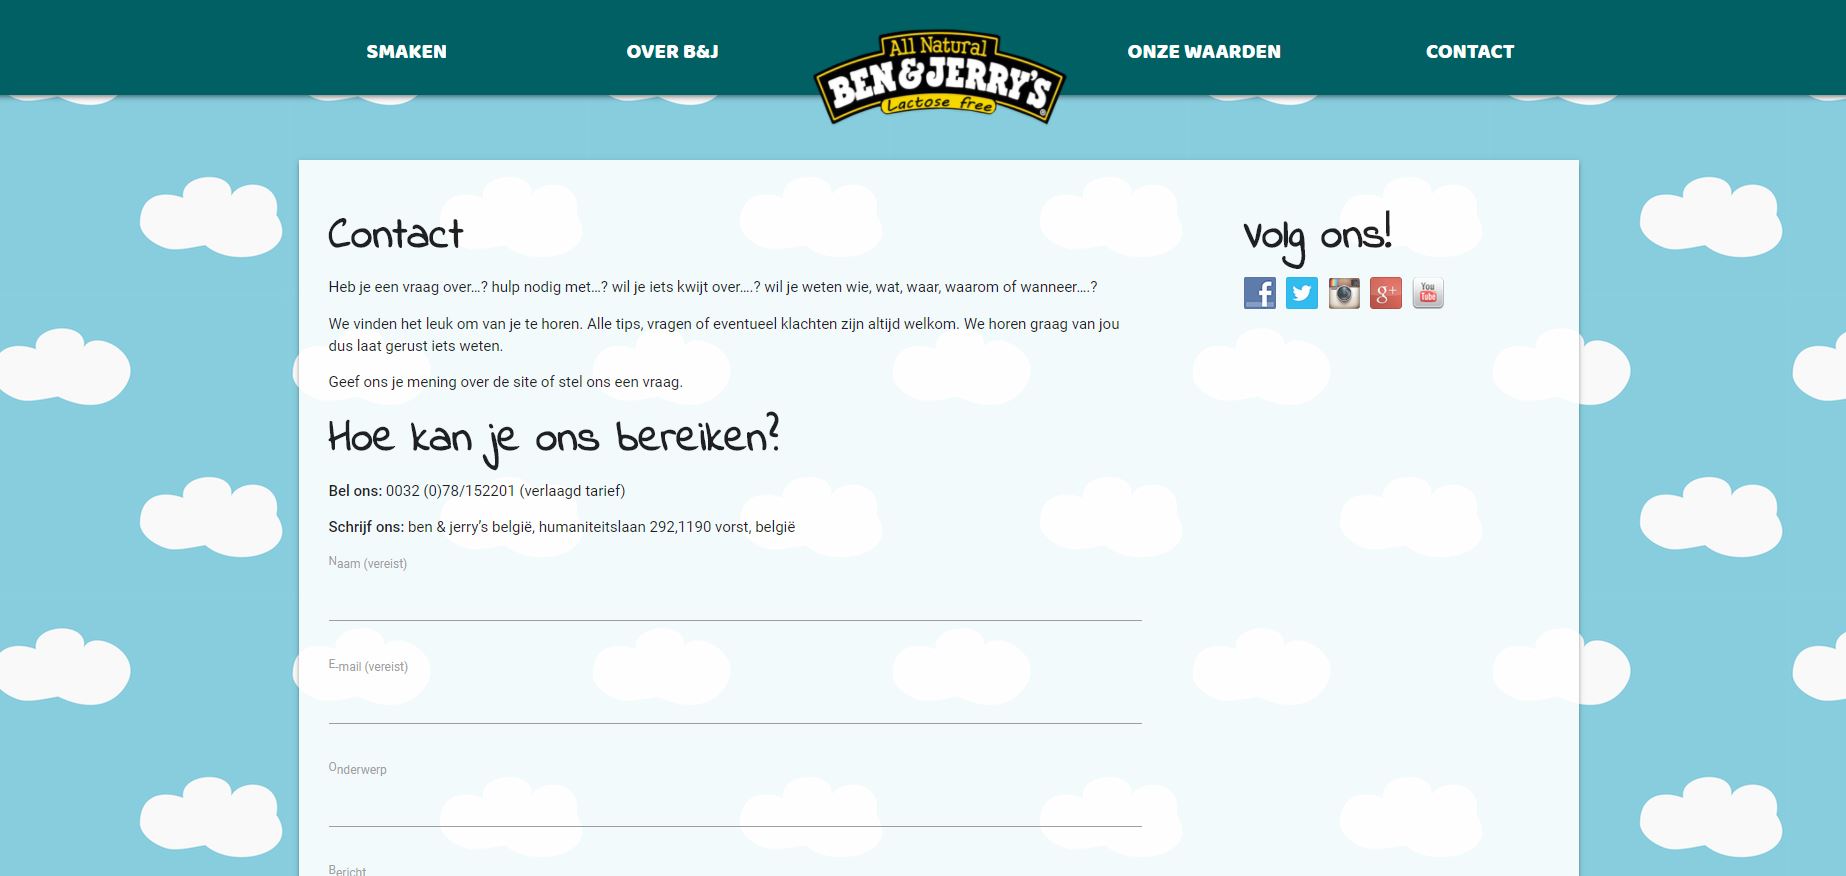 SMAKEN
OVER B&J
All Natural
BEN & JERRY'S
Lactose free
®
ONZE WAARDEN
CONTACT
Contact
Heb je een vraag over...? hulp nodig met...? wil je iets kwijt over....? wil je weten wie, wat, waar, waarom of wanneer....?
We vinden het leuk om van je te horen. Alle tips, vragen of eventueel klachten zijn altijd welkom. We horen graag van jou
dus laat gerust iets weten.
Geef ons je mening over de site of stel ons een vraag.
Hoe kan je ons bereiken?
Bel ons: 0032 (0)78/152201 (verlaagd tarief)
Schrijf ons: ben & jerry’s belgië, humaniteitslaan 292,1190 vorst, belgië
Naam (vereist)
E-mail (vereist)
Onderwerp
Bericht
Volg ons!
f
g+
You
Tube